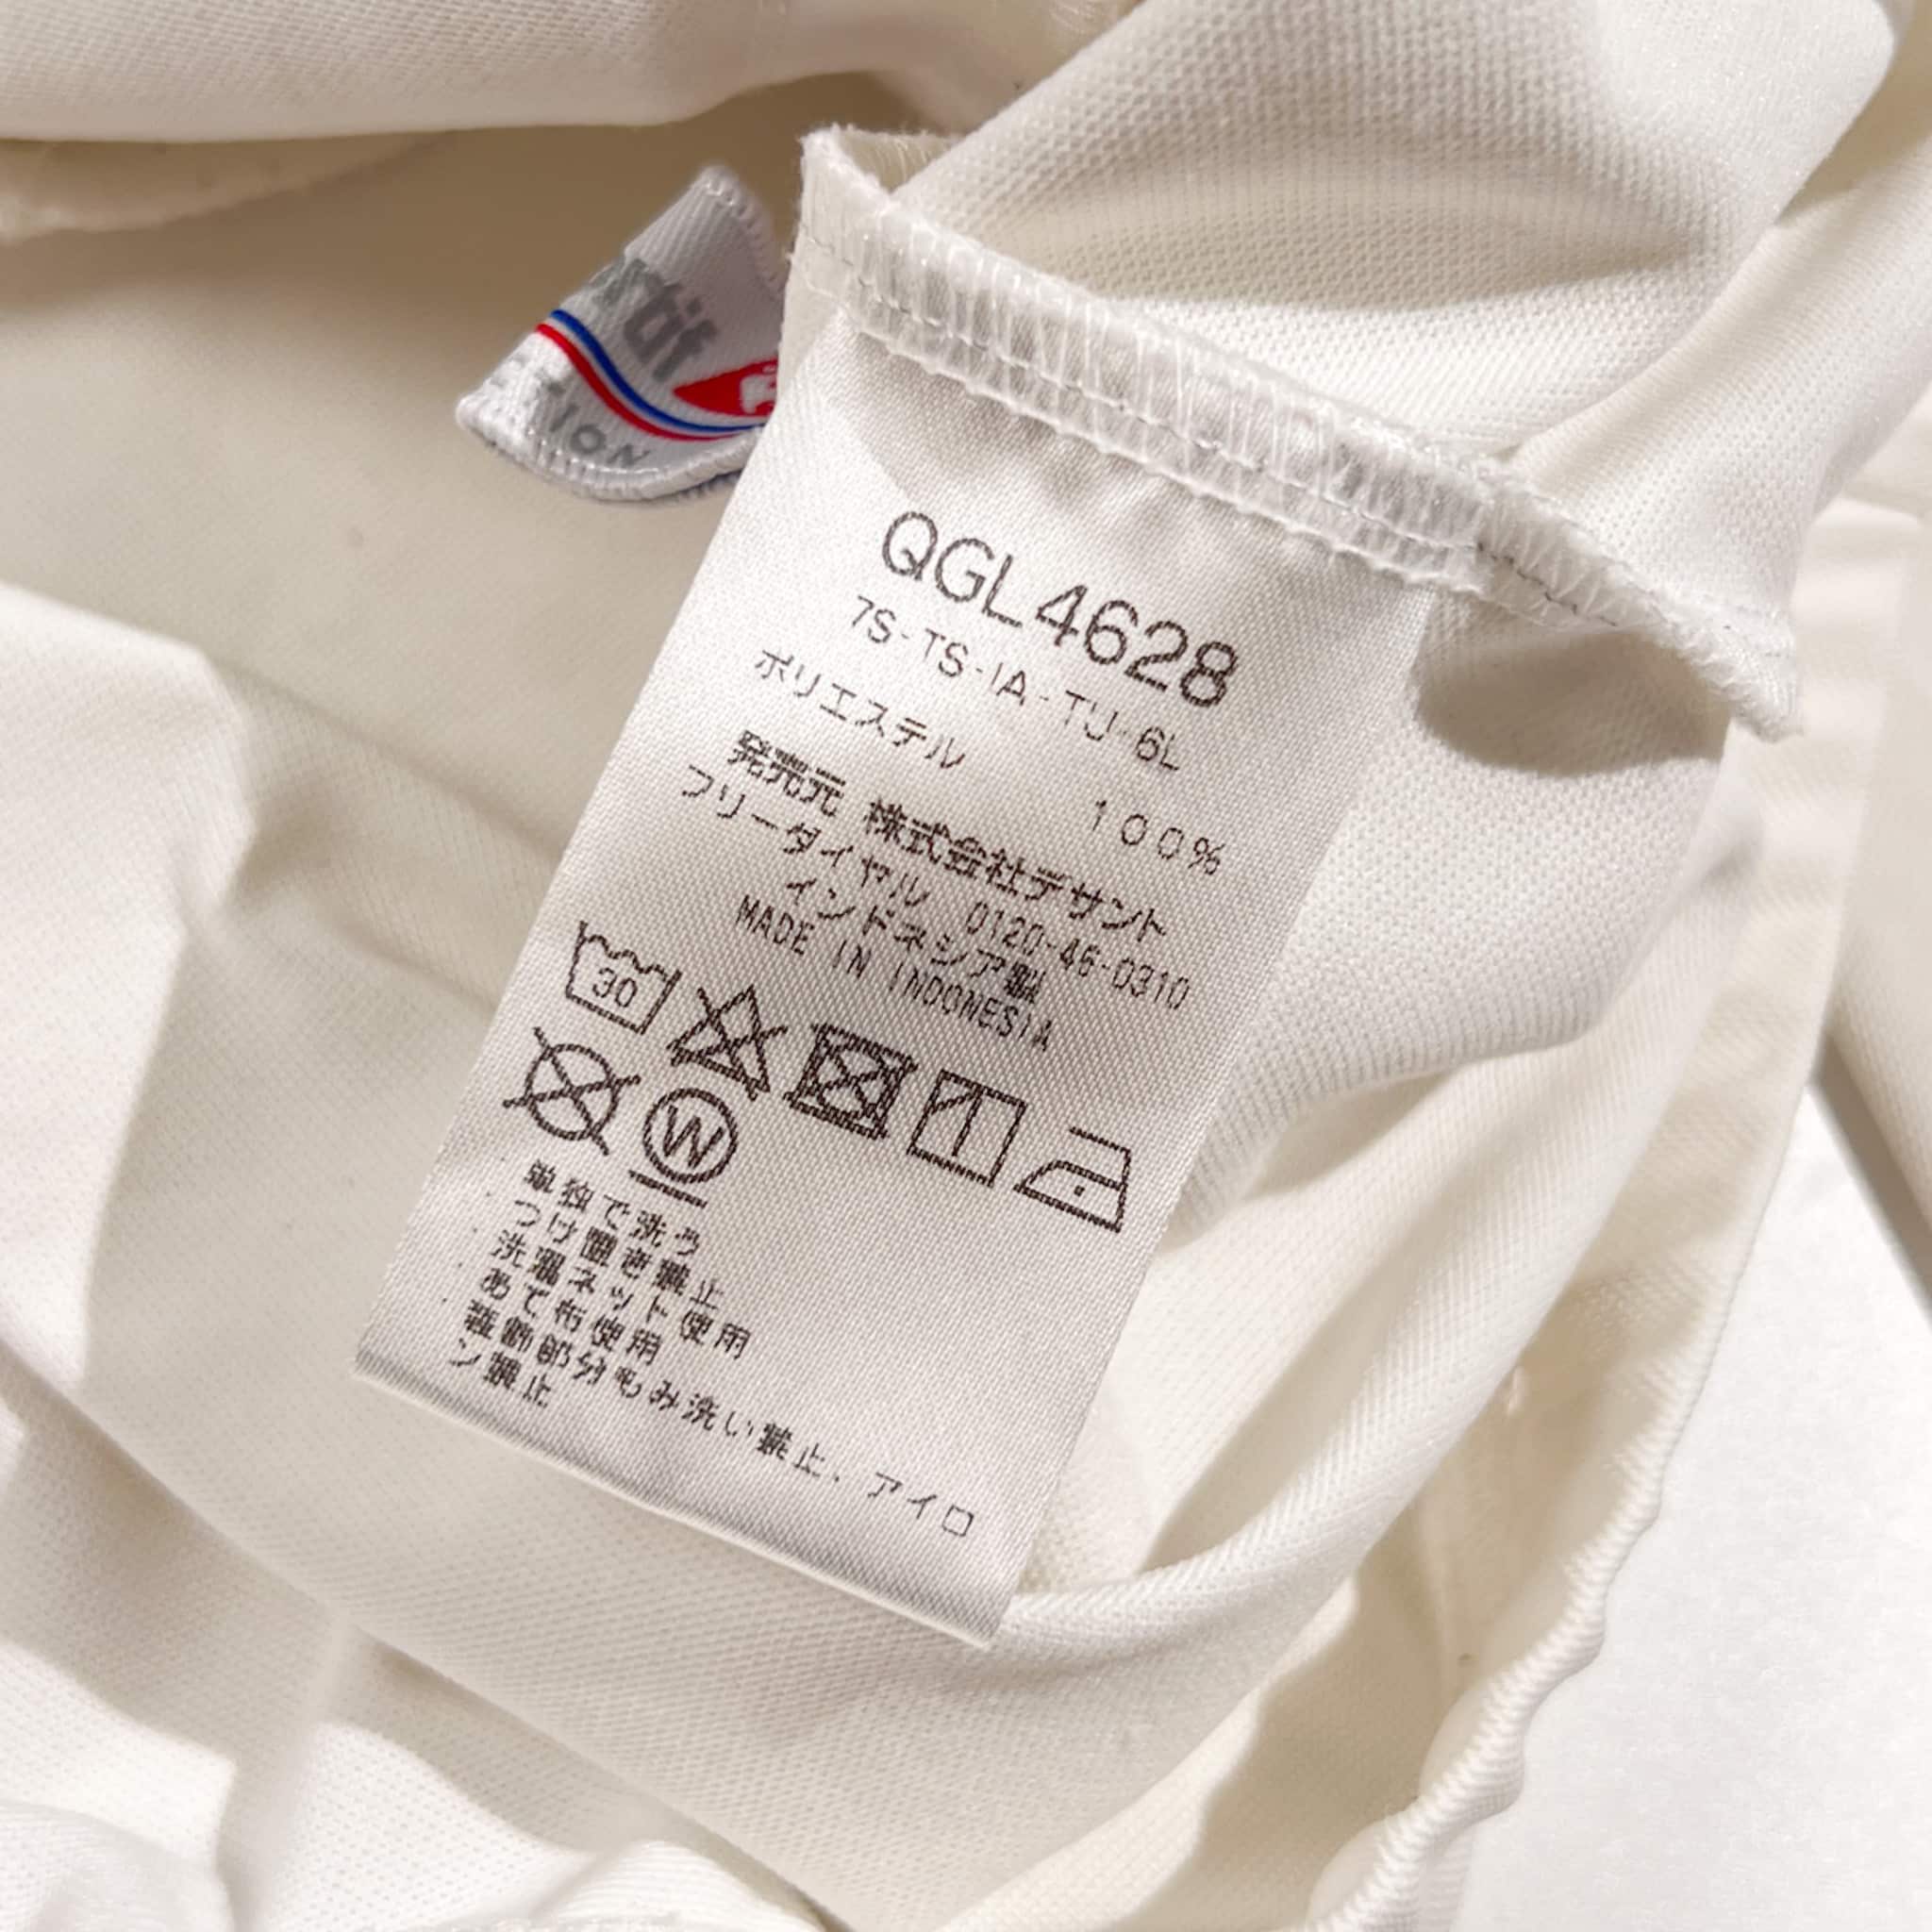 rtif
TION
QGL4628
7S-TS-IA-TJ-6L
ポリエステル 100%
発売元 株式会社デサント
フリーダイヤル 0120-46-0310
インドネシア製
MADE IN INDONESIA
30
W
単独で洗う
つけ置き禁止
洗濯ネット使用
あて布使用
装飾部分もみ洗い禁止．アイロ
ン禁止